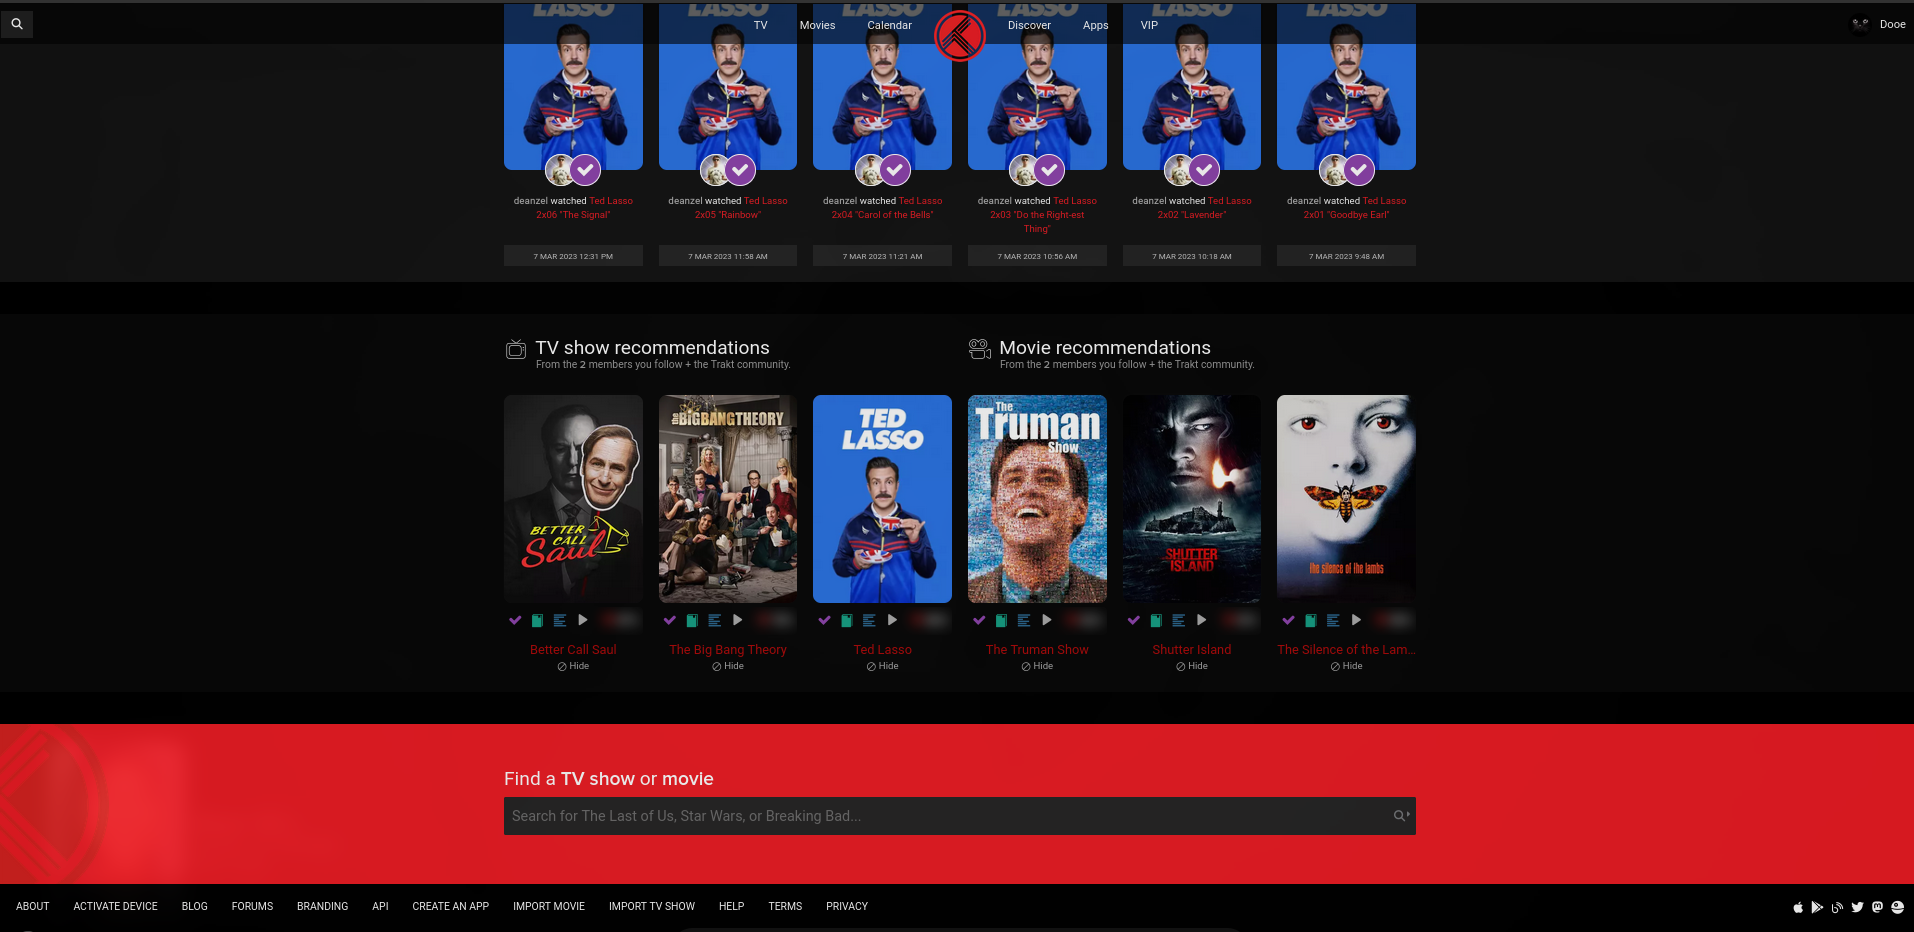 TV Movies Calendar Discover Apps VIP Dooe
LASSO LASSO LASSO LASSO LASSO LASSO
deanzel watched Ted Lasso
2x06 "The Signal"
7 MAR 2023 12:31 PM
deanzel watched Ted Lasso
2x05 "Rainbow"
7 MAR 2023 11:58 AM
deanzel watched Ted Lasso
2x04 "Carol of the Bells"
7 MAR 2023 11:21 AM
deanzel watched Ted Lasso
2x03 "Do the Right-est
Thing"
7 MAR 2023 10:56 AM
deanzel watched Ted Lasso
2x02 "Lavender"
7 MAR 2023 10:18 AM
deanzel watched Ted Lasso
2x01 "Goodbye Earl"
7 MAR 2023 9:48 AM
TV show recommendations
From the 2 members you follow + the Trakt community.
Movie recommendations
From the 2 members you follow + the Trakt community.
BETTER
CALL
Saul
Better Call Saul
Hide
the BIGBANGTHEORY
The Big Bang Theory
Hide
TED
LASSO
Ted Lasso
Hide
The
Truman
Show
The Truman Show
Hide
SHUTTER
ISLAND
Shutter Island
Hide
the silence of the lambs
The Silence of the Lam...
Hide
Find a TV show or movie
Search for The Last of Us, Star Wars, or Breaking Bad...
ABOUT ACTIVATE DEVICE BLOG FORUMS BRANDING API CREATE AN APP IMPORT MOVIE IMPORT TV SHOW HELP TERMS PRIVACY